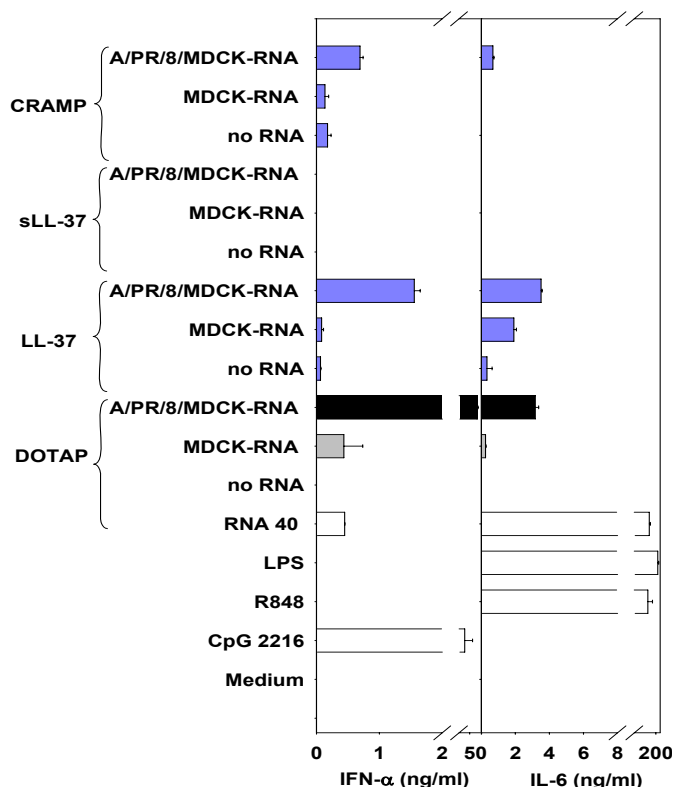 A/PR/8/MDCK-RNA
CRAMP
MDCK-RNA
no RNA
A/PR/8/MDCK-RNA
sLL-37
MDCK-RNA
no RNA
A/PR/8/MDCK-RNA
LL-37
MDCK-RNA
no RNA
A/PR/8/MDCK-RNA
DOTAP
MDCK-RNA
no RNA
RNA 40
LPS
R848
CpG 2216
Medium
0 1 2 50 2 4 6 8 200
IFN-α (ng/ml) IL-6 (ng/ml)